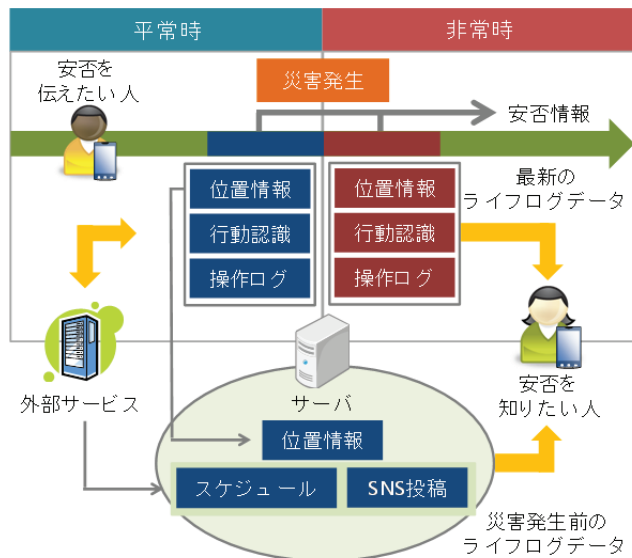 平常時
非常時
安否を
伝えたい人
災害発生
安否情報
位置情報
行動認識
操作ログ
位置情報
行動認識
操作ログ
最新の
ライフログデータ
外部サービス
サーバ
安否を
知りたい人
位置情報
スケジュール
SNS投稿
災害発生前の
ライフログデータ